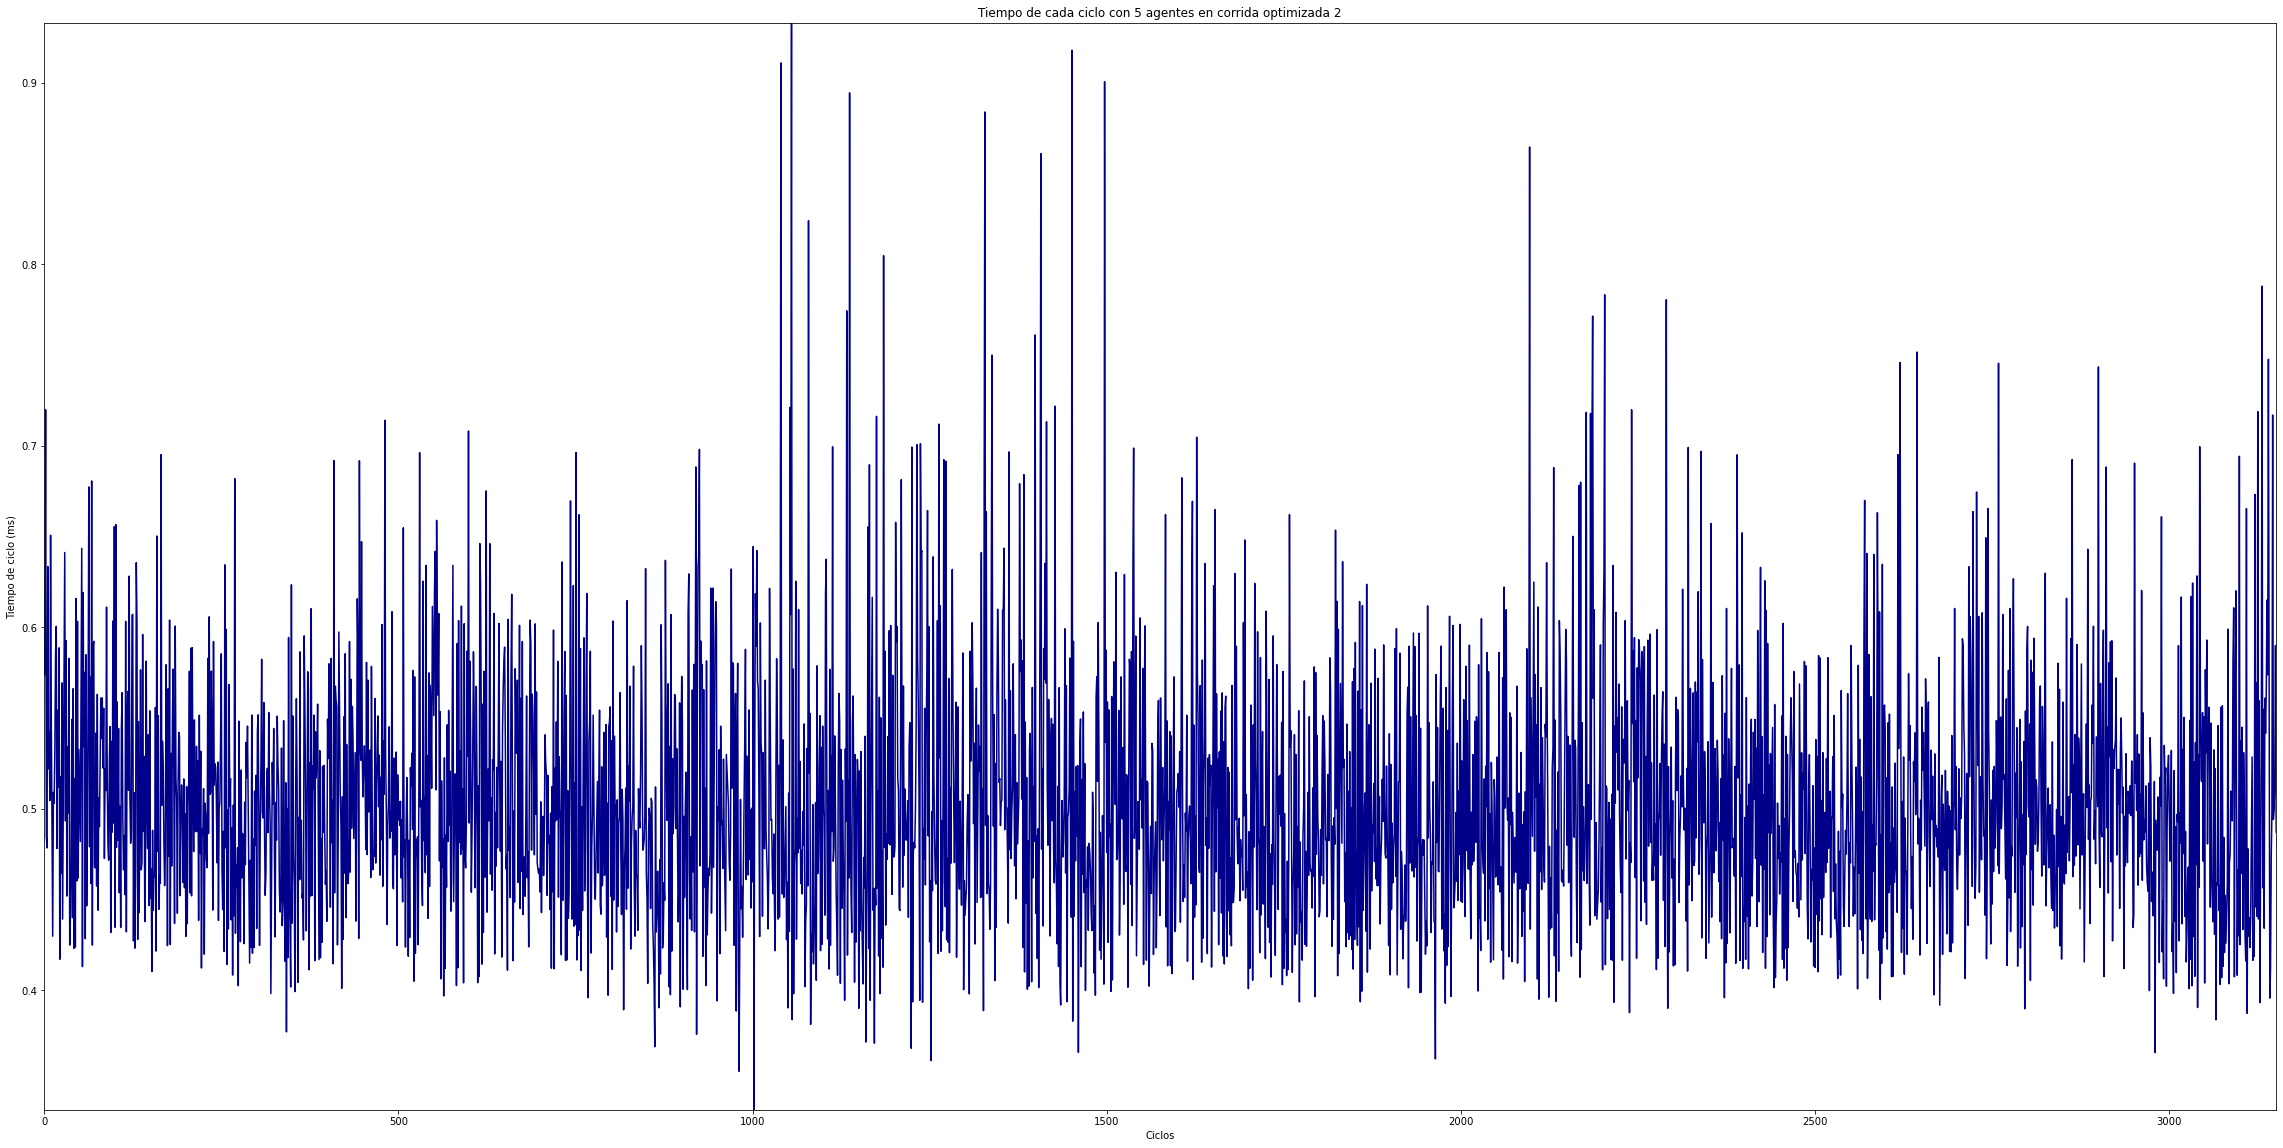 Tiempo de cada ciclo con 5 agentes en corrida optimizada 2
Tiempo de ciclo (ms)
0.9
0.8
0.7
0.6
0.5
0.4
0 500 1000 1500 2000 2500 3000
Ciclos